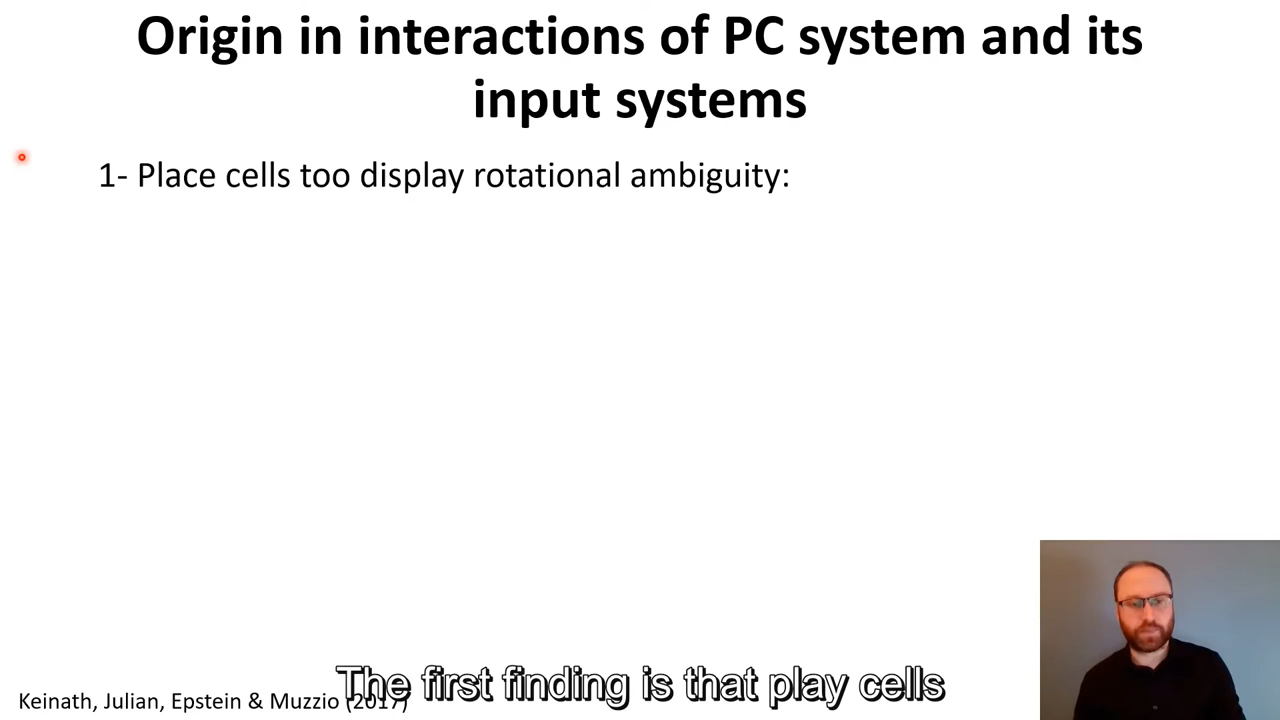 Origin in interactions of PC system and its
input systems
1- Place cells too display rotational ambiguity:
The first finding is that play cells
Keinath, Julian, Epstein & Muzzio (2017)